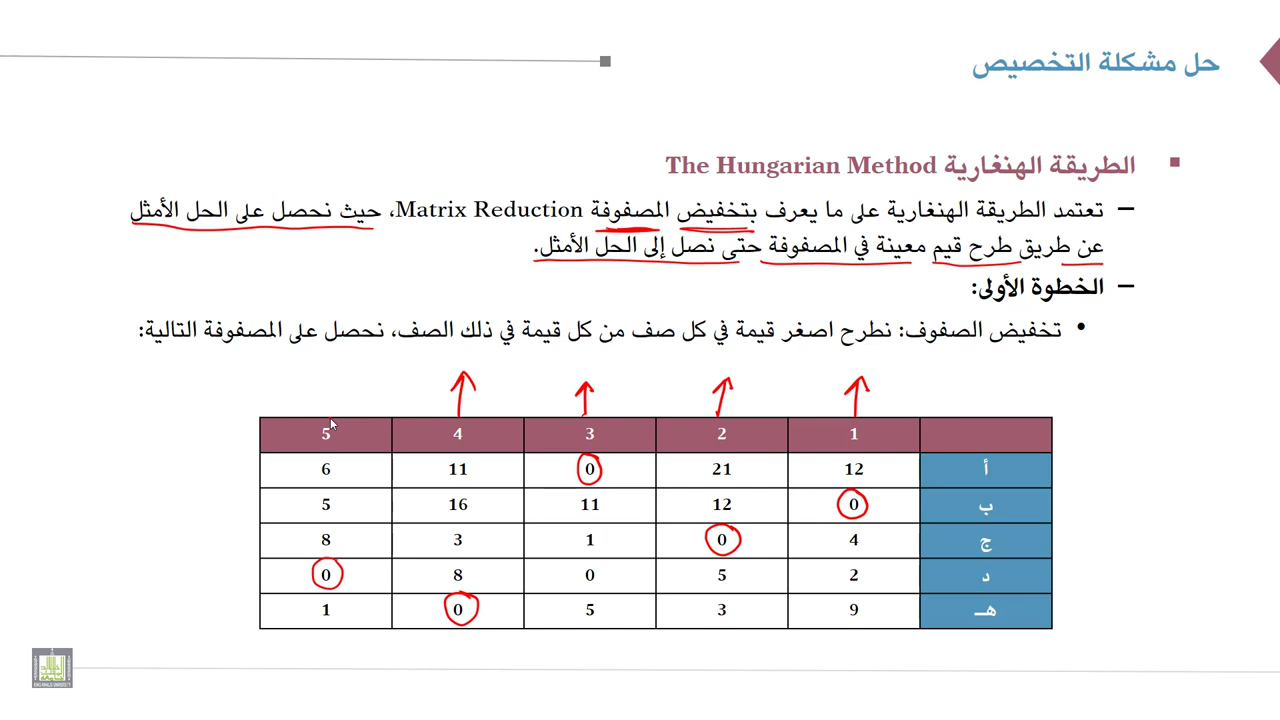 حل مشكلة التخصيص
الطريقة الهنغارية The Hungarian Method
– تعتمد الطريقة الهنغارية على ما يعرف بتخفيض المصفوفة Matrix Reduction، حيث نحصل على الحل الأمثل
عن طريق طرح قيم معينة في المصفوفة حتى نصل إلى الحل الأمثل.
– الخطوة الأولى:
• تخفيض الصفوف: نطرح اصغر قيمة في كل صف من كل قيمة في ذلك الصف، نحصل على المصفوفة التالية:
1 2 3 4 5
أ 12 21 0 11 6
ب 0 12 11 16 5
ج 4 0 1 3 8
د 2 5 0 8 0
هـ 9 3 5 0 1